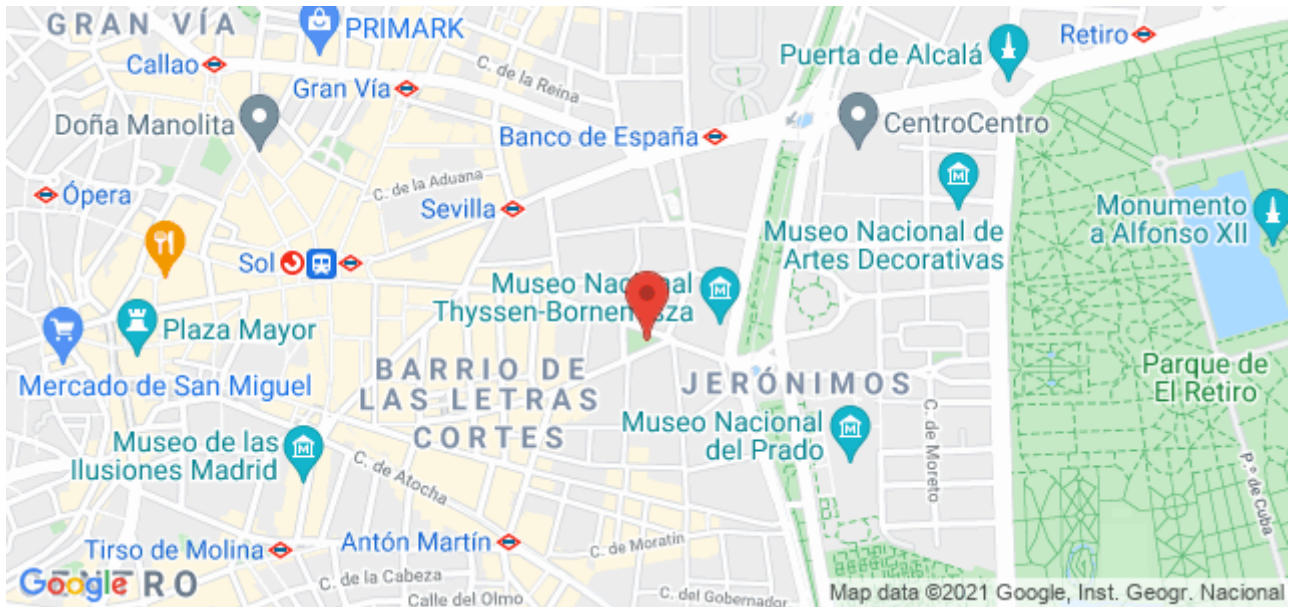 GRAN VÍA
PRIMARK
Callao
Gran Vía
C. de la Reina
Puerta de Alcalá
Retiro
Doña Manolita
Banco de España
CentroCentro
Ópera
C. de la Aduana
Sevilla
Museo Nacional de
Artes Decorativas
Monumento
a Alfonso XII
Sol
Museo Nacional
Thyssen-Bornemisza
Plaza Mayor
Mercado de San Miguel
BARRIO DE
LAS LETRAS
CORTES
JERÓNIMOS
Parque de
El Retiro
Museo Nacional
del Prado
C. de Moreto
Museo de las
Ilusiones Madrid
C. de Atocha
P.º de Cuba
Tirso de Molina
Antón Martín
C. de Moratín
Google
C. de la Cabeza
Calle del Olmo
C. del Gobernador
Map data ©2021 Google, Inst. Geogr. Nacional